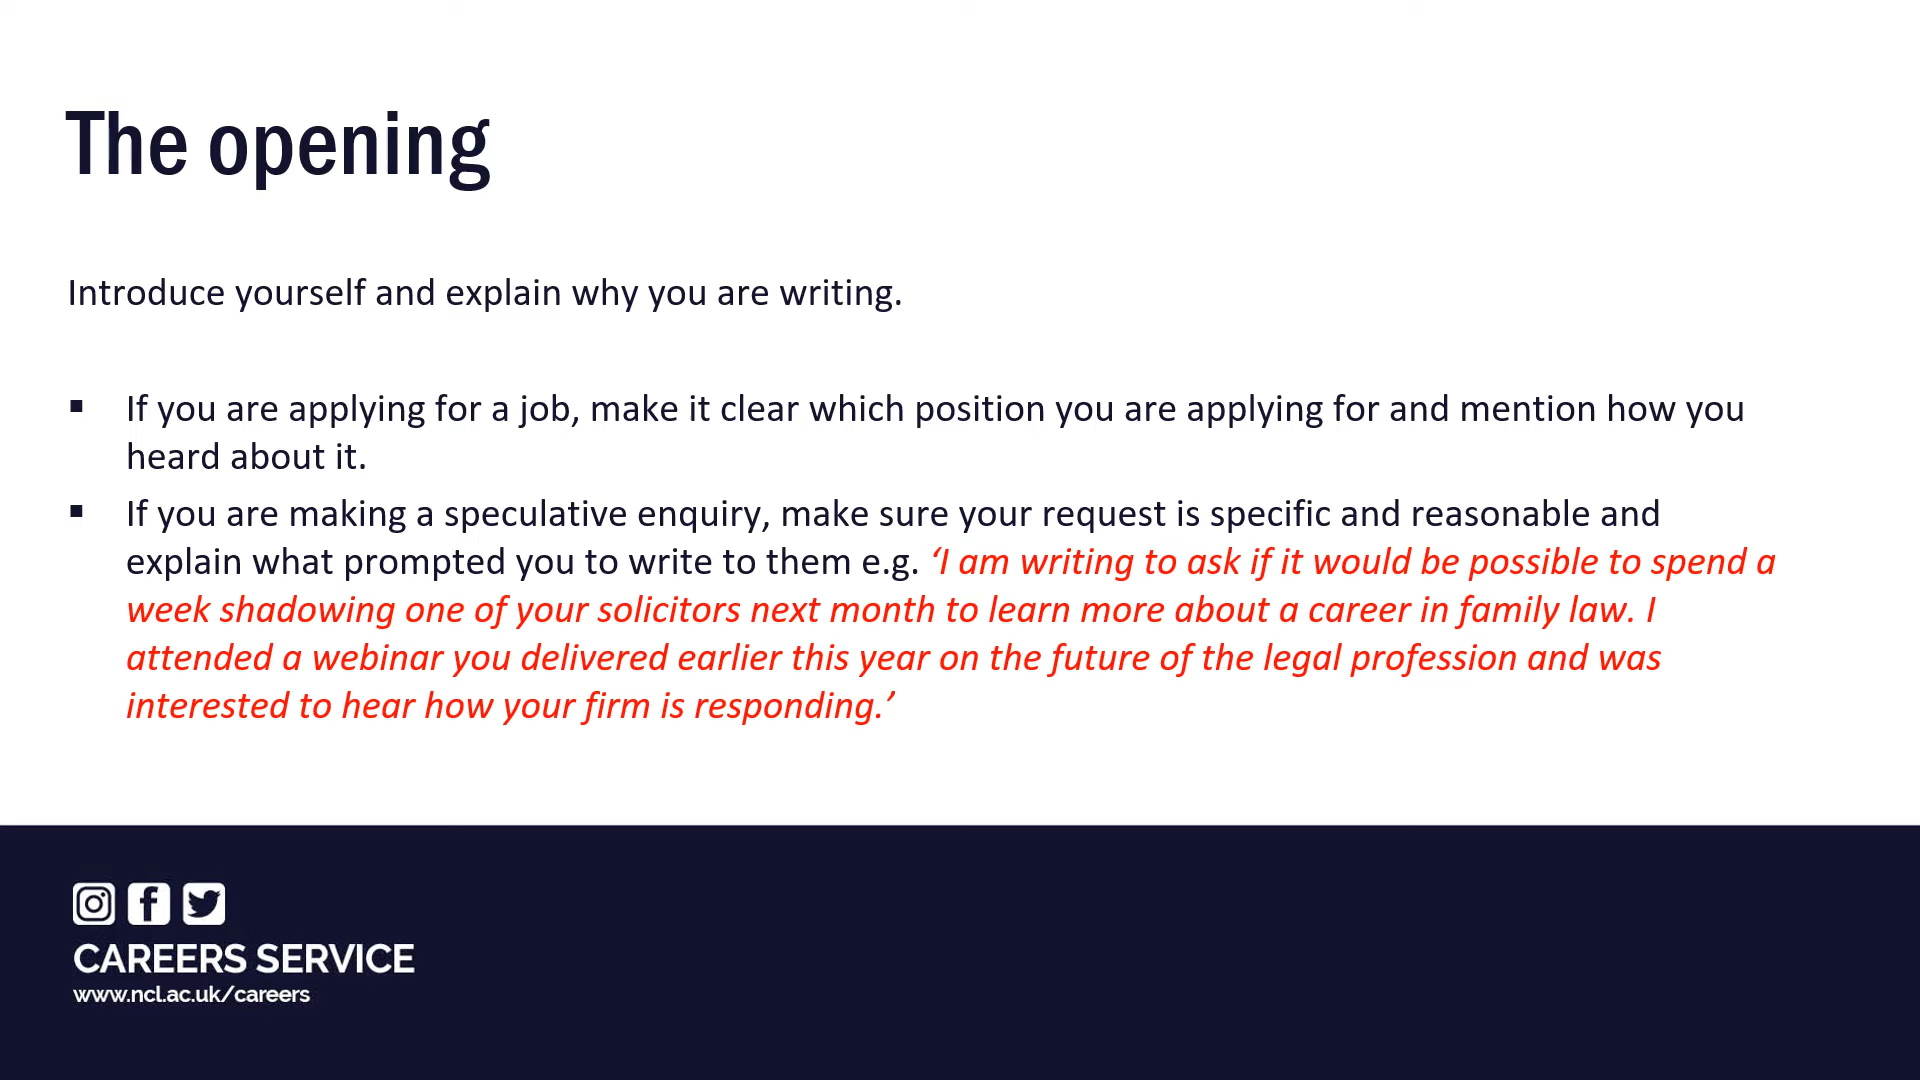 The opening
Introduce yourself and explain why you are writing.
▪ If you are applying for a job, make it clear which position you are applying for and mention how you
heard about it.
▪ If you are making a speculative enquiry, make sure your request is specific and reasonable and
explain what prompted you to write to them e.g. ‘I am writing to ask if it would be possible to spend a
week shadowing one of your solicitors next month to learn more about a career in family law. I
attended a webinar you delivered earlier this year on the future of the legal profession and was
interested to hear how your firm is responding.’
CAREERS SERVICE
www.ncl.ac.uk/careers